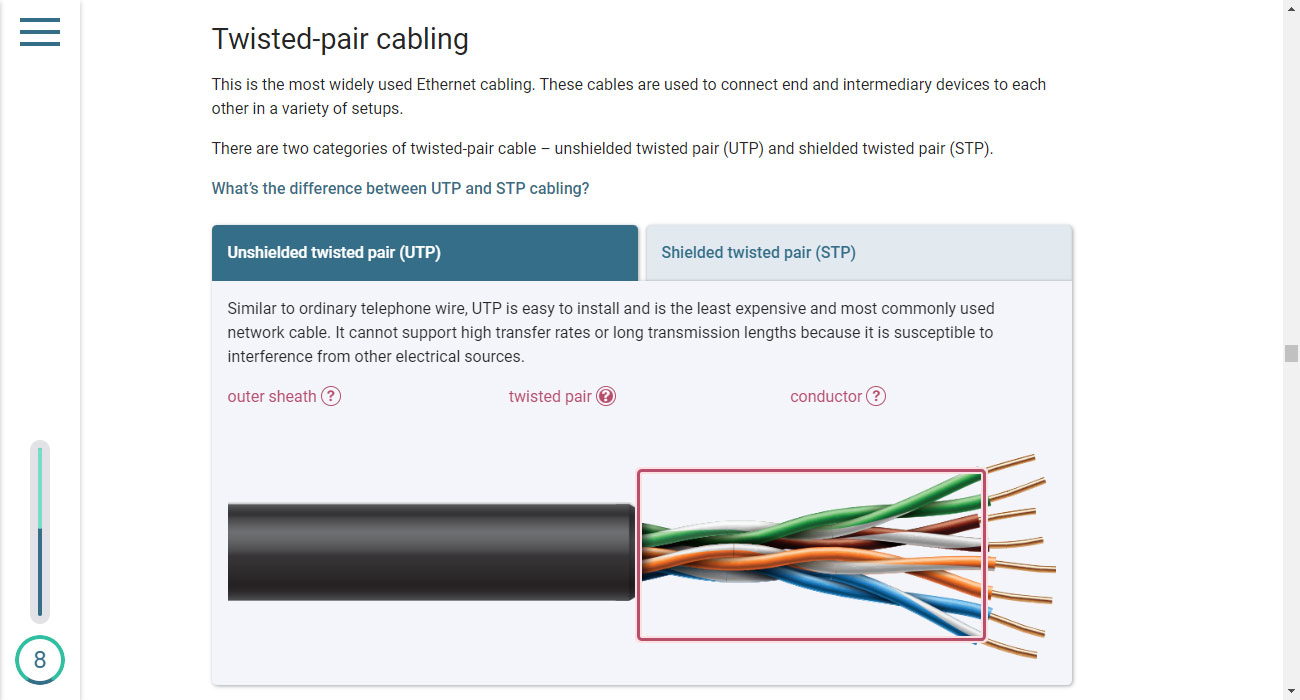 Twisted-pair cabling
This is the most widely used Ethernet cabling. These cables are used to connect end and intermediary devices to each
other in a variety of setups.
There are two categories of twisted-pair cable – unshielded twisted pair (UTP) and shielded twisted pair (STP).
What's the difference between UTP and STP cabling?
Unshielded twisted pair (UTP)
Shielded twisted pair (STP)
Similar to ordinary telephone wire, UTP is easy to install and is the least expensive and most commonly used
network cable. It cannot support high transfer rates or long transmission lengths because it is susceptible to
interference from other electrical sources.
outer sheath ?
twisted pair ?
conductor ?
8